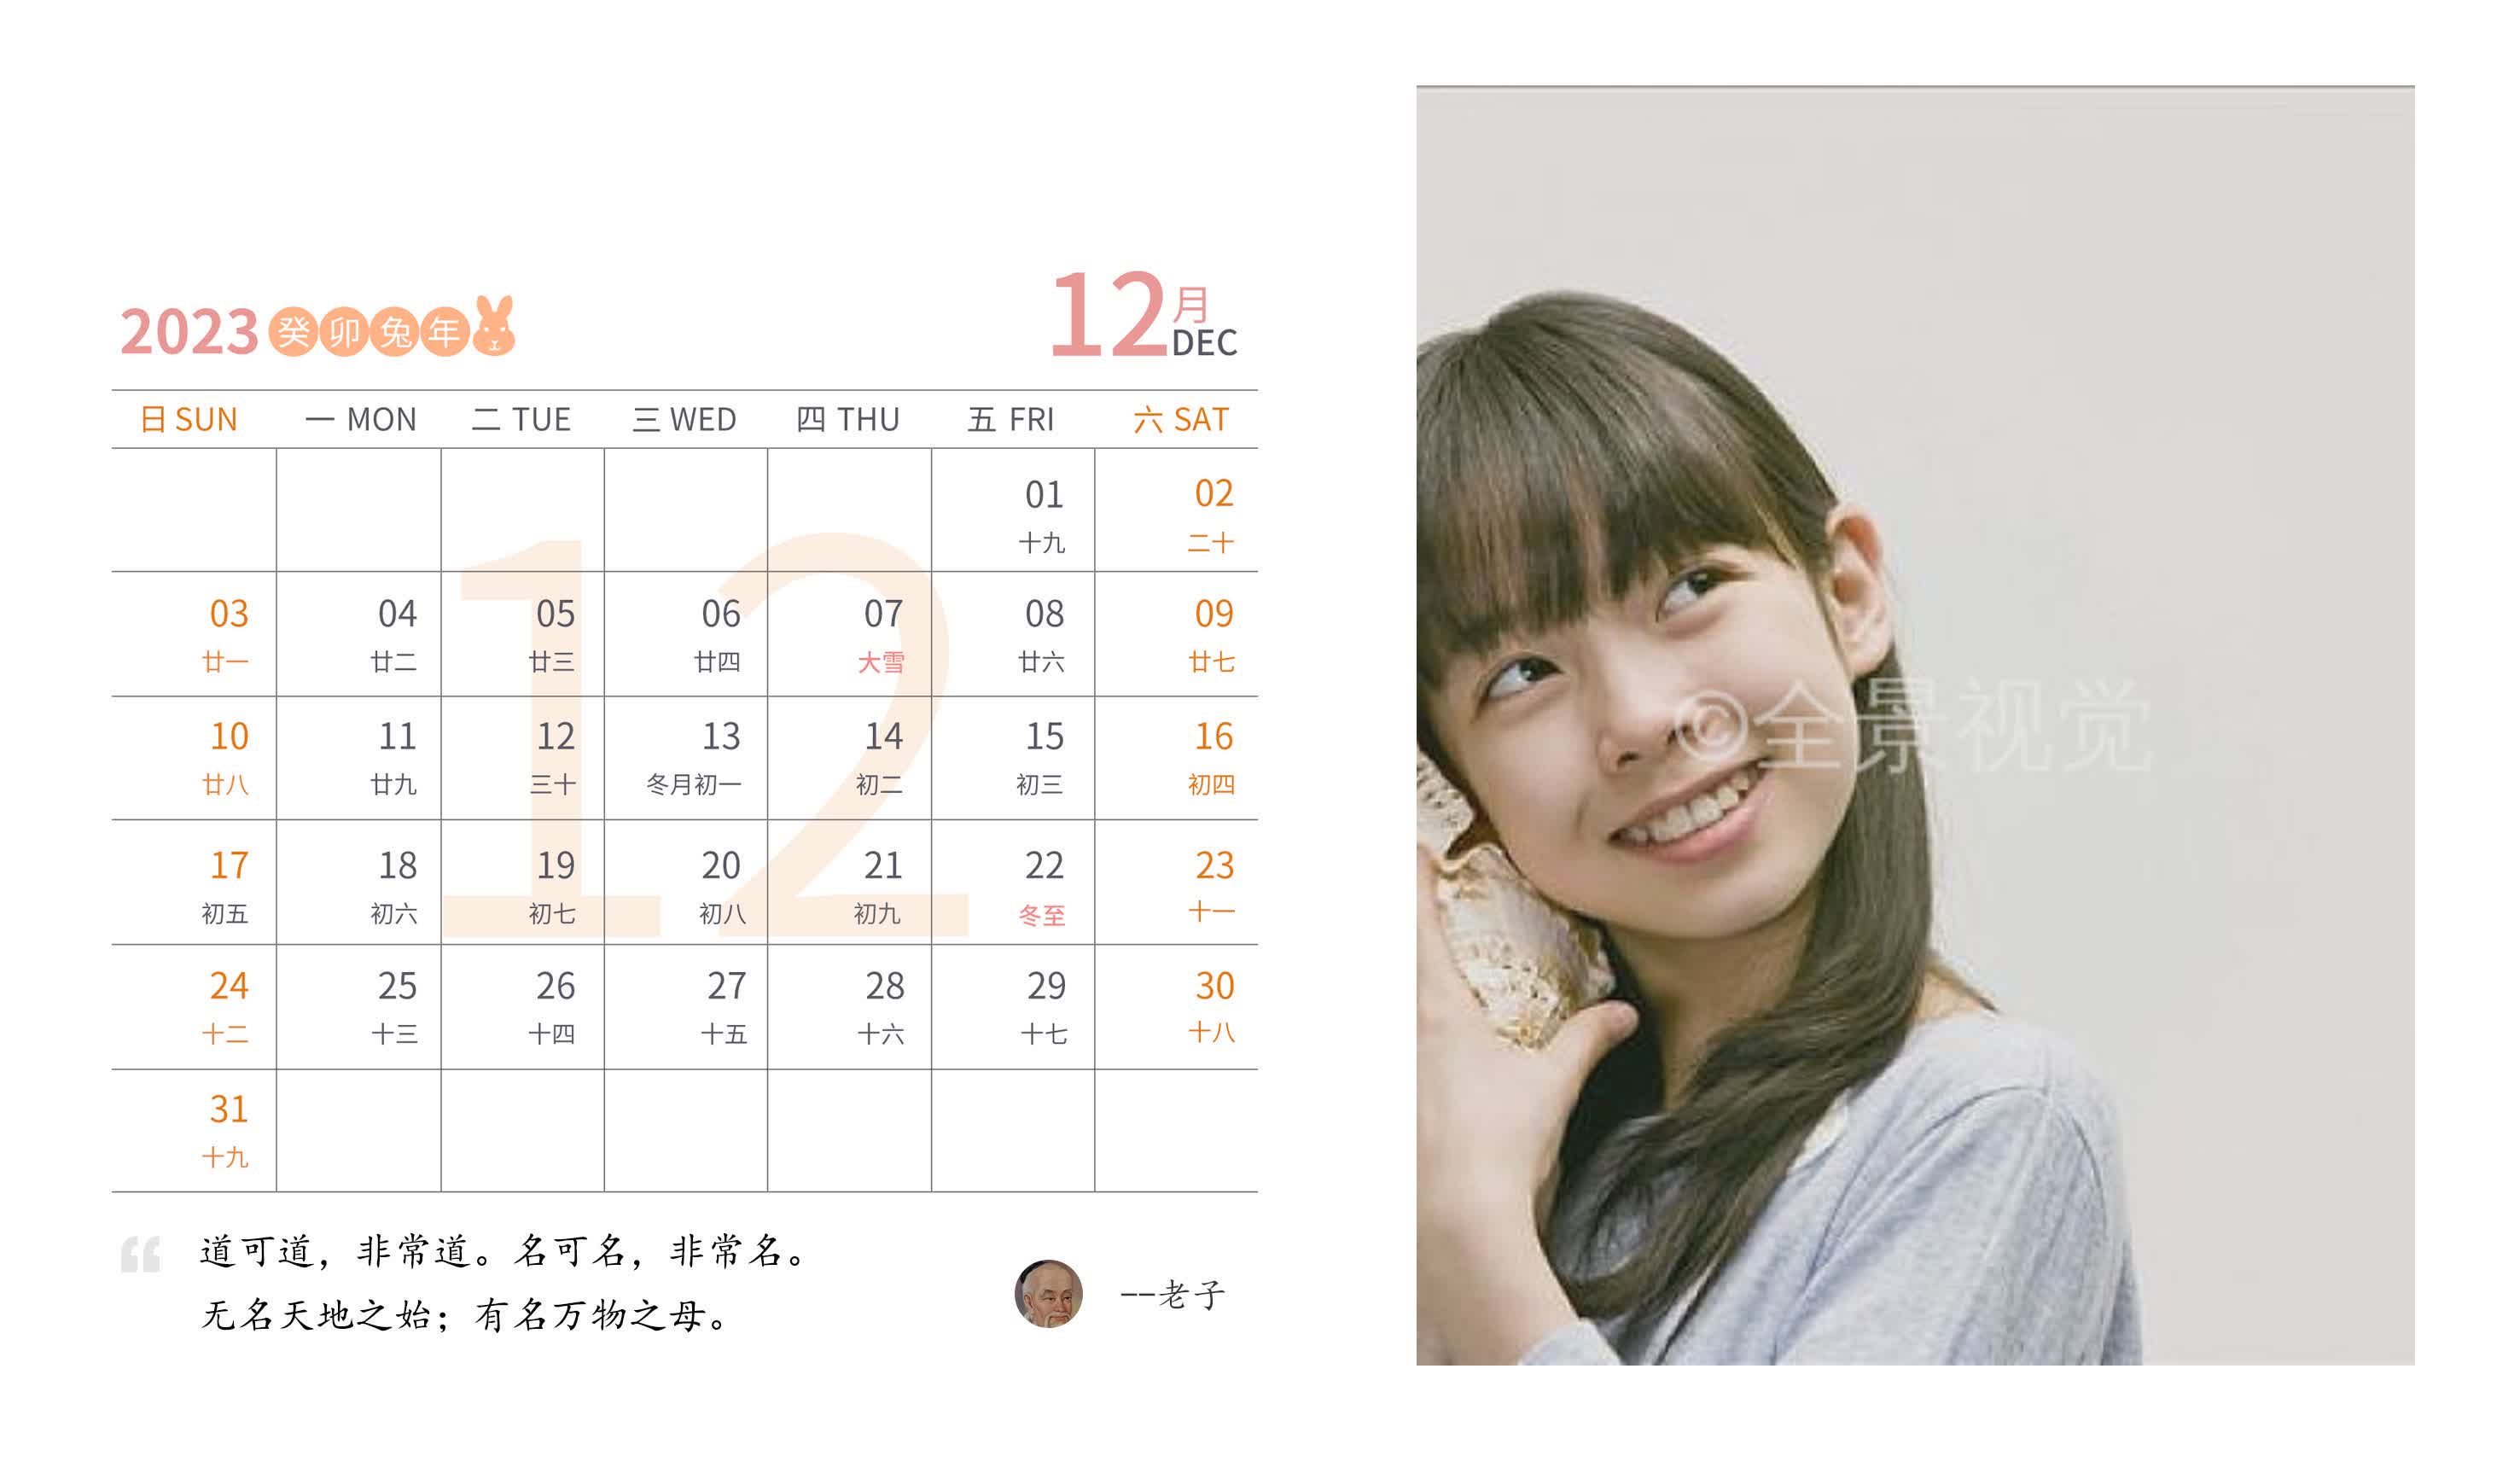 2023 癸卯兔年
12月
DEC
日 SUN 一 MON 二 TUE 三 WED 四 THU 五 FRI 六 SAT
01 02
十九 二十
03 04 05 06 07 08 09
廿一 廿二 廿三 廿四 大雪 廿六 廿七
10 11 12 13 14 15 16
廿八 廿九 三十 冬月初一 初二 初三 初四
17 18 19 20 21 22 23
初五 初六 初七 初八 初九 冬至 十一
24 25 26 27 28 29 30
十二 十三 十四 十五 十六 十七 十八
31
十九
12
“ 道可道，非常道。名可名，非常名。
无名天地之始；有名万物之母。
--老子
©全景视觉